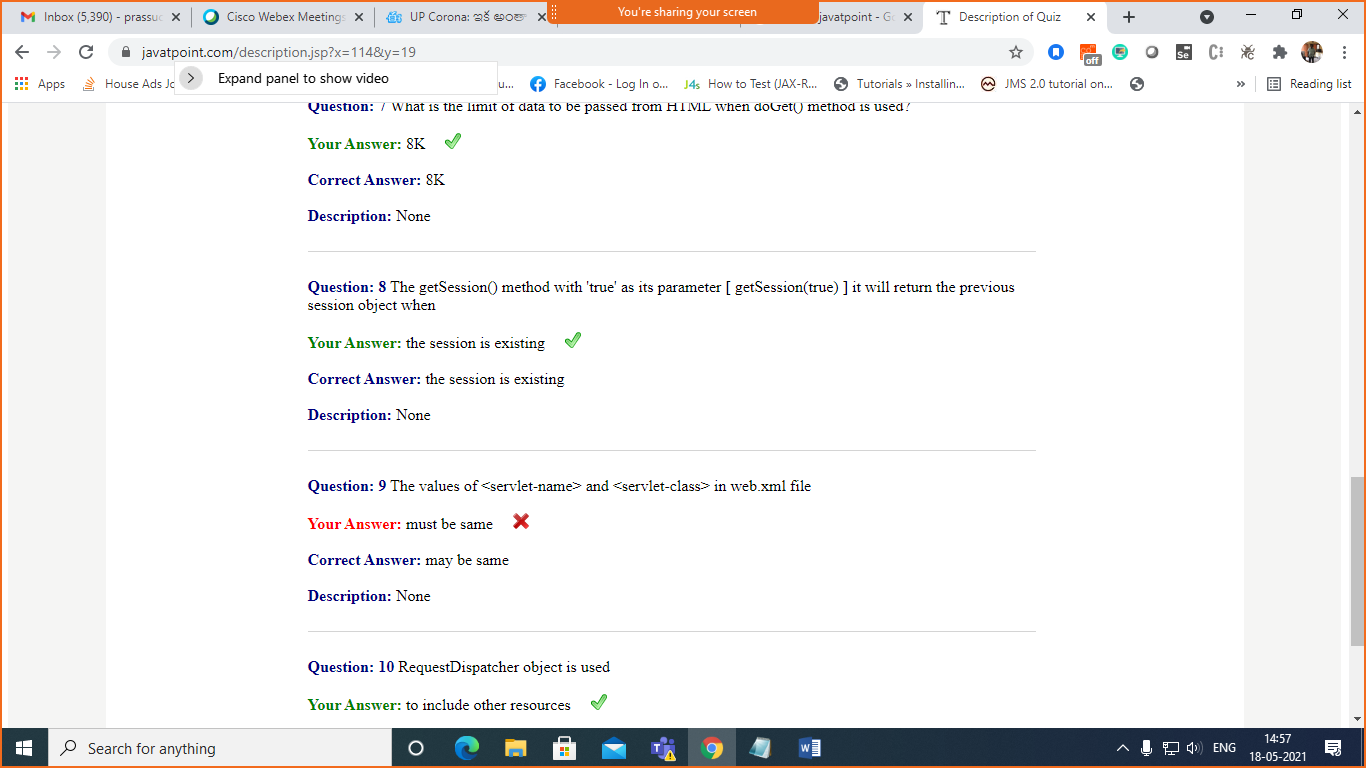 Inbox (5,390) - prassuc
Cisco Webex Meetings
UP Corona: ఇక అంతా
You're sharing your screen
javatpoint - Go
Description of Quiz
javatpoint.com/description.jsp?x=114&y=19
off
Se
Apps
House Ads Jo
Expand panel to show video
u...
Facebook - Log In o...
J4s How to Test (JAX-R...
Tutorials » Installin...
JMS 2.0 tutorial on...
»
Reading list
Question: 7 What is the limit of data to be passed from HTML when doGet() method is used?
Your Answer: 8K
Correct Answer: 8K
Description: None
Question: 8 The getSession() method with 'true' as its parameter [ getSession(true) ] it will return the previous
session object when
Your Answer: the session is existing
Correct Answer: the session is existing
Description: None
Question: 9 The values of <servlet-name> and <servlet-class> in web.xml file
Your Answer: must be same
Correct Answer: may be same
Description: None
Question: 10 RequestDispatcher object is used
Your Answer: to include other resources
Search for anything
ENG
14:57
18-05-2021